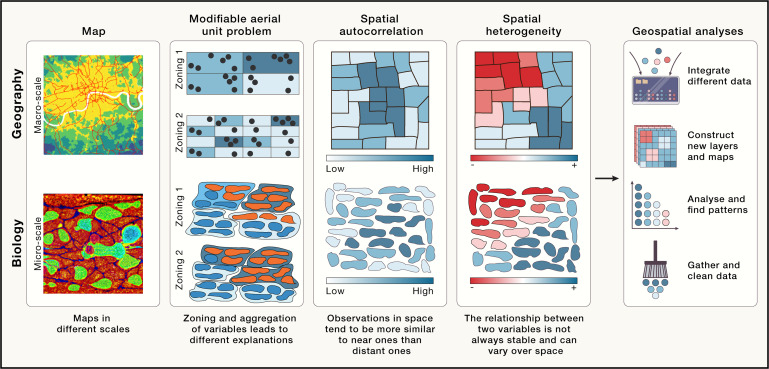 Map
Modifiable aerial
unit problem
Spatial
autocorrelation
Spatial
heterogeneity
Geospatial analyses
Geography
Macro-scale
Zoning 1
Zoning 2
Low High
- +
Biology
Micro-scale
Zoning 1
Zoning 2
Low High
- +
Integrate
different data
Construct
new layers
and maps
Analyse and
find patterns
Gather and
clean data
Maps in
different scales
Zoning and aggregation
of variables leads to
different explanations
Observations in space
tend to be more similar
to near ones than
distant ones
The relationship between
two variables is not
always stable and can
vary over space